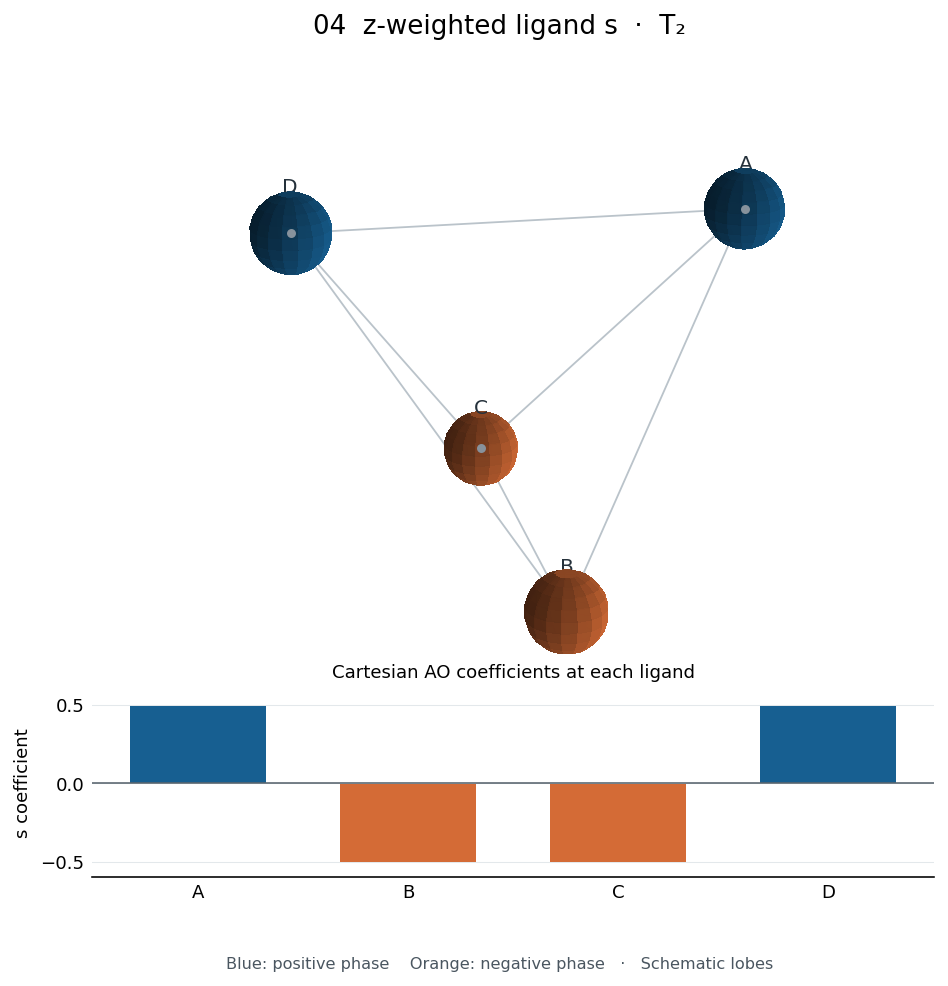 04  z-weighted ligand s  ·  T₂
A
D
C
B
Cartesian AO coefficients at each ligand
s coefficient
0.5
0.0
−0.5
A B C D
Blue: positive phase    Orange: negative phase   ·   Schematic lobes